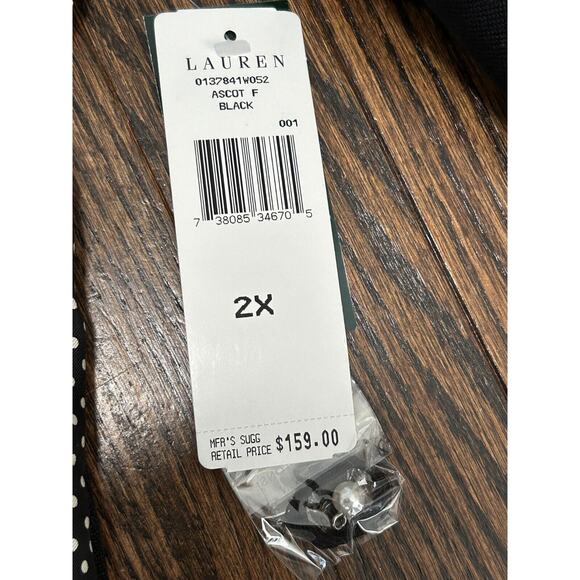 LAUREN
0137841W052
ASCOT F
BLACK
001
7 38085 34670 5
2X
MFR'S SUGG
RETAIL PRICE $159.00